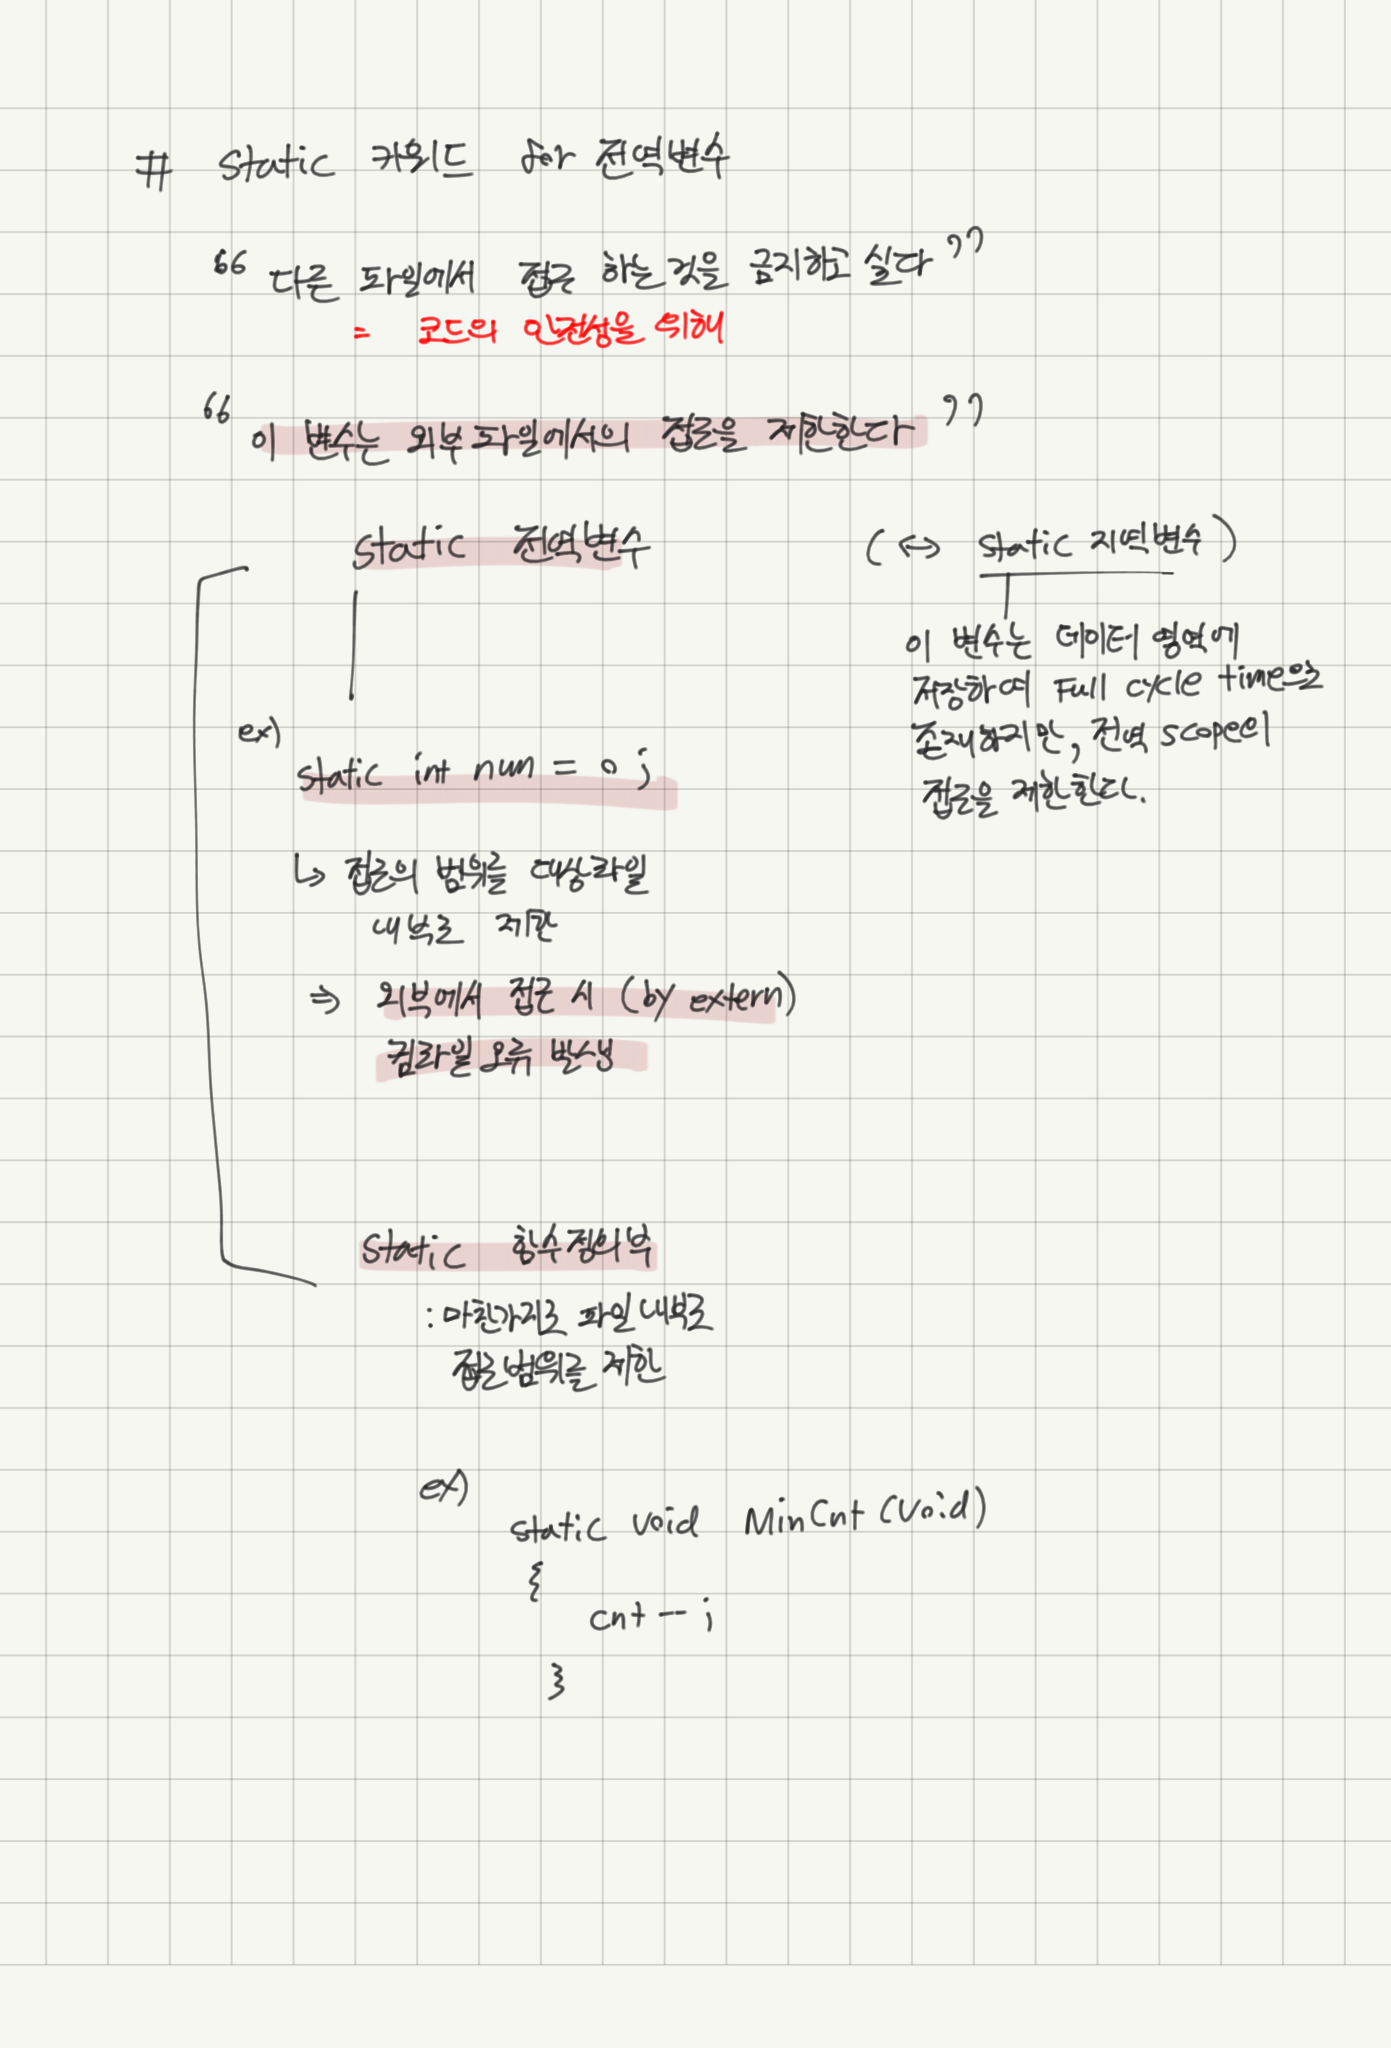 # Static 키워드 for 전역변수
“ 다른 파일에서 접근 하는 것을 금지하고 싶다 ”
= 코드의 안전성을 위해
“ 이 변수는 외부 파일에서의 접근을 제한한다 ”
Static 전역변수
( ↔ static 지역변수 )
이 변수는 데이터 영역에
저장하여 Full cycle time으로
존재하지만, 전역 scope의
접근을 제한한다.
ex)
static int num = 0 ;
↳ 접근의 범위를 대상파일
내부로 제한
⇒ 외부에서 접근 시 (by extern)
컴파일 오류 발생
Static 함수정의부
: 마찬가지로 파일 내부로
접근범위를 제한
ex)
static void MinCnt (void)
{
cnt -- ;
}